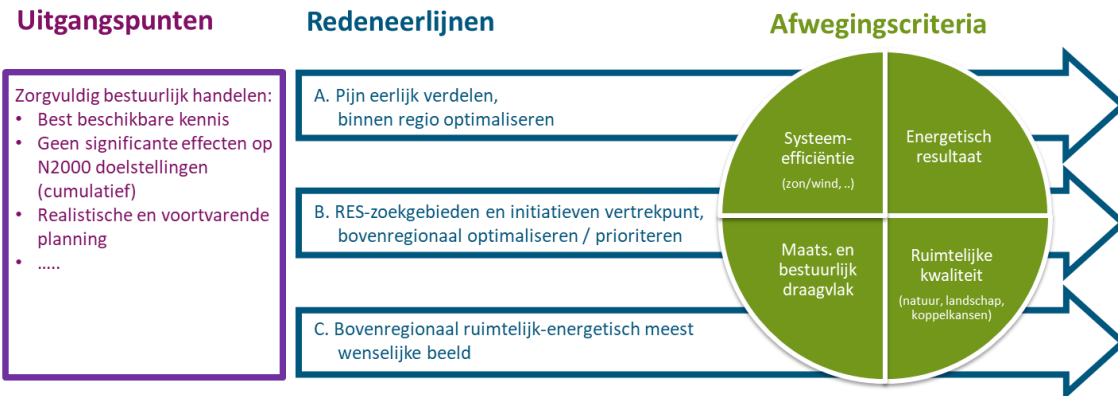 Uitgangspunten
Zorgvuldig bestuurlijk handelen:
• Best beschikbare kennis
• Geen significante effecten op
N2000 doelstellingen
(cumulatief)
• Realistische en voortvarende
planning
• .....
Redeneerlijnen
A. Pijn eerlijk verdelen,
binnen regio optimaliseren
B. RES-zoekgebieden en initiatieven vertrekpunt,
bovenregionaal optimaliseren / prioriteren
C. Bovenregionaal ruimtelijk-energetisch meest
wenselijke beeld
Afwegingscriteria
Systeem-
efficiëntie
(zon/wind, ..)
Energetisch
resultaat
Maats. en
bestuurlijk
draagvlak
Ruimtelijke
kwaliteit
(natuur, landschap,
koppelkansen)